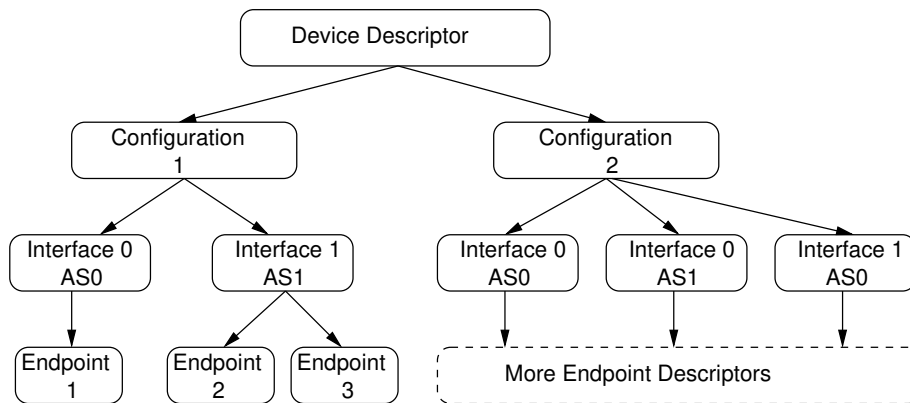 Device Descriptor
Configuration
1
Configuration
2
Interface 0
AS0
Interface 1
AS1
Interface 0
AS0
Interface 0
AS1
Interface 1
AS0
Endpoint
1
Endpoint
2
Endpoint
3
More Endpoint Descriptors